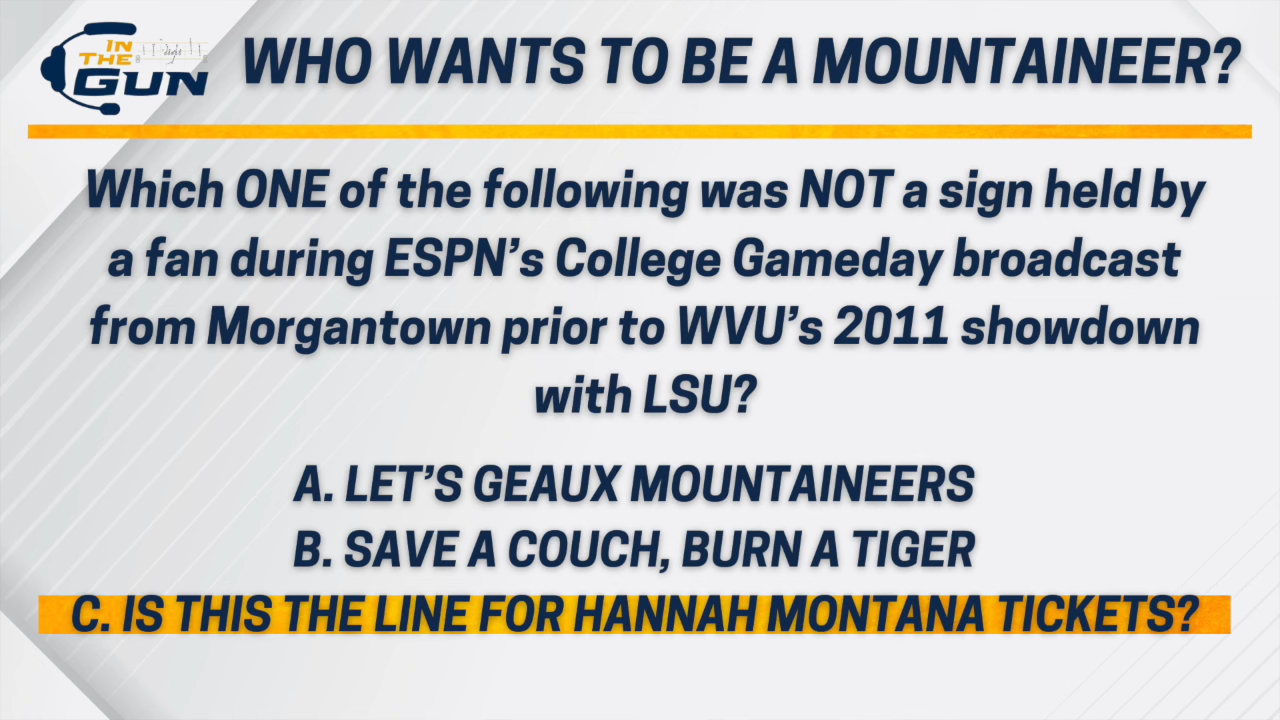 IN
THE
GUN
WHO WANTS TO BE A MOUNTAINEER?
Which ONE of the following was NOT a sign held by
a fan during ESPN’s College Gameday broadcast
from Morgantown prior to WVU’s 2011 showdown
with LSU?
A. LET’S GEAUX MOUNTAINEERS
B. SAVE A COUCH, BURN A TIGER
C. IS THIS THE LINE FOR HANNAH MONTANA TICKETS?